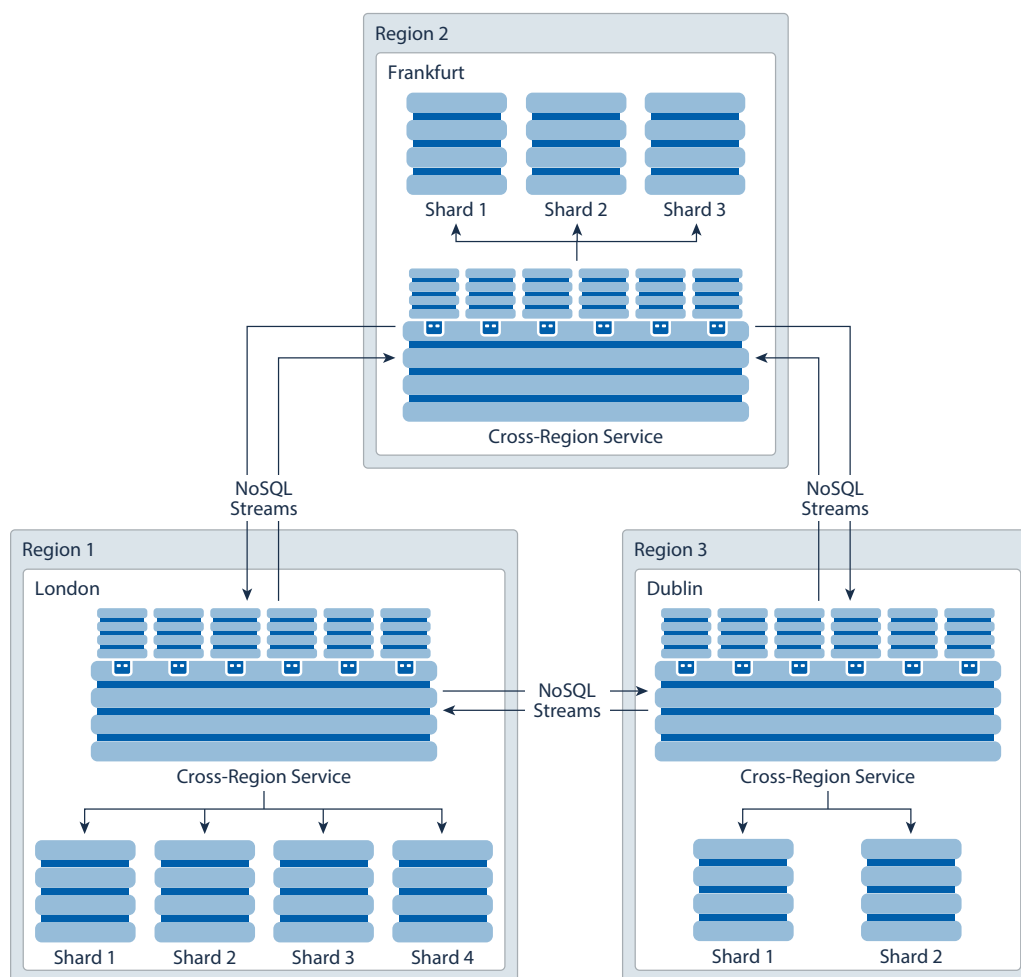 Region 2
Frankfurt
Shard 1
Shard 2
Shard 3
Cross-Region Service
NoSQL
Streams
NoSQL
Streams
Region 1
London
Region 3
Dublin
NoSQL
Streams
Cross-Region Service
Cross-Region Service
Shard 1
Shard 2
Shard 3
Shard 4
Shard 1
Shard 2